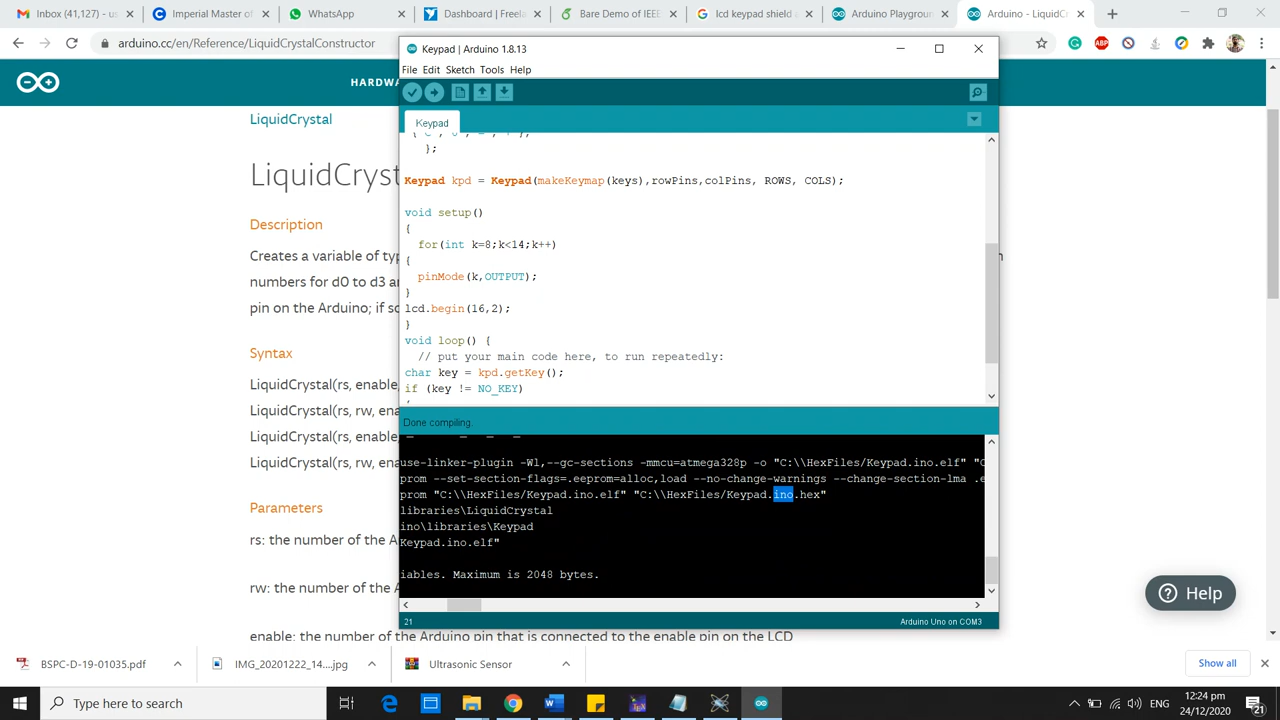 Inbox (41,127) - us
Imperial Master of
WhatsApp
Dashboard | Freel
Bare Demo of IEEE
lcd keypad shield
Arduino Playgroun
Arduino - LiquidC
arduino.cc/en/Reference/LiquidCrystalConstructor
ABP
HARDWA
LiquidCrystal
LiquidCryst
Description
Creates a variable of typ
numbers for d0 to d3 a
pin on the Arduino; if so
Syntax
LiquidCrystal(rs, enable
LiquidCrystal(rs, rw, ena
LiquidCrystal(rs, enable
LiquidCrystal(rs, rw, ena
Parameters
rs: the number of the A
rw: the number of the A
enable: the number of the Arduino pin that is connected to the enable pin on the LCD
Keypad | Arduino 1.8.13
File Edit Sketch Tools Help
Keypad
};
Keypad kpd = Keypad(makeKeymap(keys),rowPins,colPins, ROWS, COLS);
void setup()
{
for(int k=8;k<14;k++)
{
pinMode(k,OUTPUT);
}
lcd.begin(16,2);
}
void loop() {
// put your main code here, to run repeatedly:
char key = kpd.getKey();
if (key != NO_KEY)
Done compiling.
use-linker-plugin -Wl,--gc-sections -mmcu=atmega328p -o "C:\\HexFiles/Keypad.ino.elf" "C
prom --set-section-flags=.eeprom=alloc,load --no-change-warnings --change-section-lma .e
prom "C:\\HexFiles/Keypad.ino.elf" "C:\\HexFiles/Keypad.ino.hex"
libraries\LiquidCrystal
ino\libraries\Keypad
Keypad.ino.elf"
iables. Maximum is 2048 bytes.
21
Arduino Uno on COM3
Help
BSPC-D-19-01035.pdf
IMG_20201222_14....jpg
Ultrasonic Sensor
Show all
Type here to search
12:24 pm
24/12/2020
21